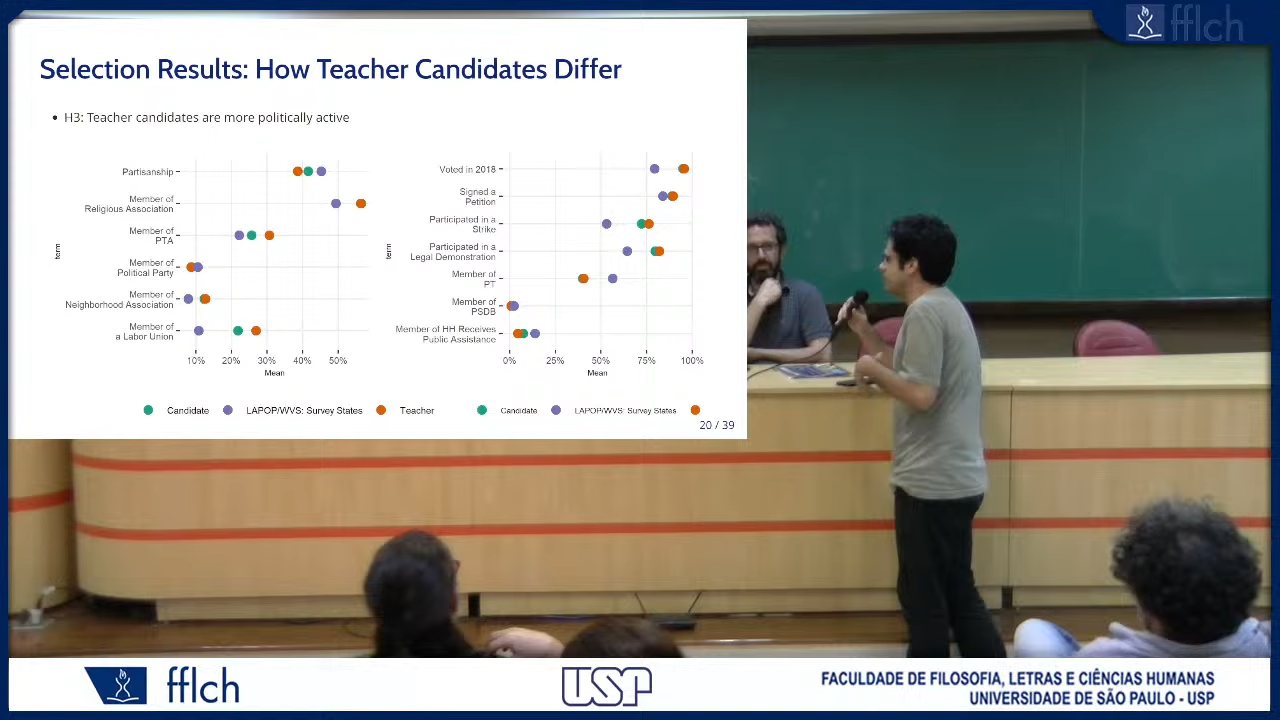 fflch
Selection Results: How Teacher Candidates Differ
• H3: Teacher candidates are more politically active
Partisanship
Member of
Religious Association
Member of
PTA
Member of
Political Party
Member of
Neighborhood Association
Member of
a Labor Union
term
10% 20% 30% 40% 50%
Mean
Voted in 2018
Signed a
Petition
Participated in a
Strike
Participated in a
Legal Demonstration
Member of
PT
Member of
PSDB
Member of HH Receives
Public Assistance
term
0% 25% 50% 75% 100%
Mean
Candidate LAPOP/WVS: Survey States Teacher Candidate LAPOP/WVS: Survey States
20 / 39
fflch
USP
FACULDADE DE FILOSOFIA, LETRAS E CIÊNCIAS HUMANAS
UNIVERSIDADE DE SÃO PAULO - USP